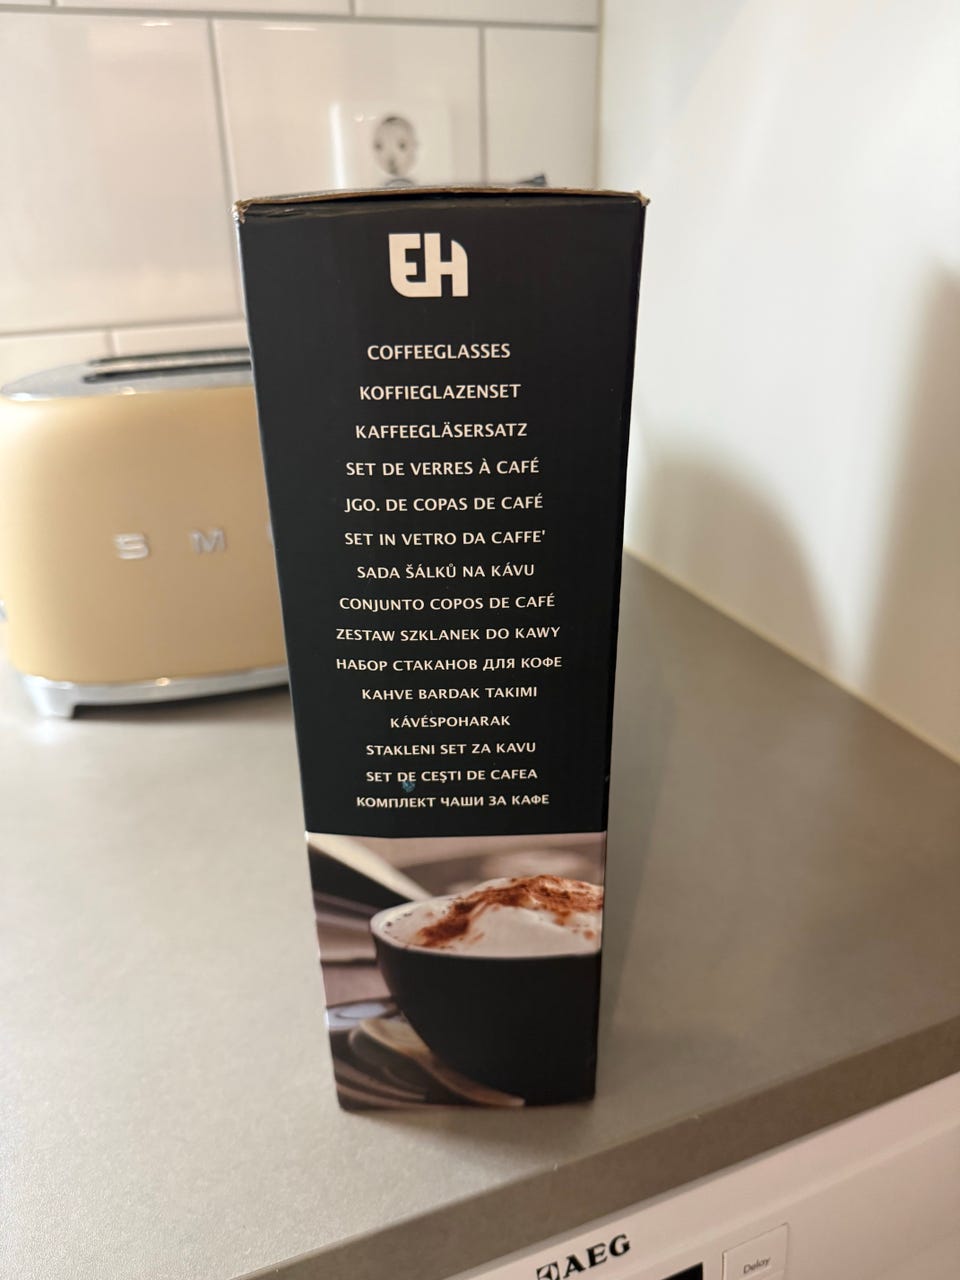 EH
COFFEEGLASSES
KOFFIEGLAZENSET
KAFFEEGLÄSERSATZ
SET DE VERRES À CAFÉ
JGO. DE COPAS DE CAFÉ
SET IN VETRO DA CAFFE'
SADA ŠÁLKŮ NA KÁVU
CONJUNTO COPOS DE CAFÉ
ZESTAW SZKLANEK DO KAWY
НАБОР СТАКАНОВ ДЛЯ КОФЕ
KAHVE BARDAK TAKIMI
KÁVÉSPOHARAK
STAKLENI SET ZA KAVU
SET DE CEŞTI DE CAFEA
КОМПЛЕКТ ЧАШИ ЗА КАФЕ
S M
AEG
Delay